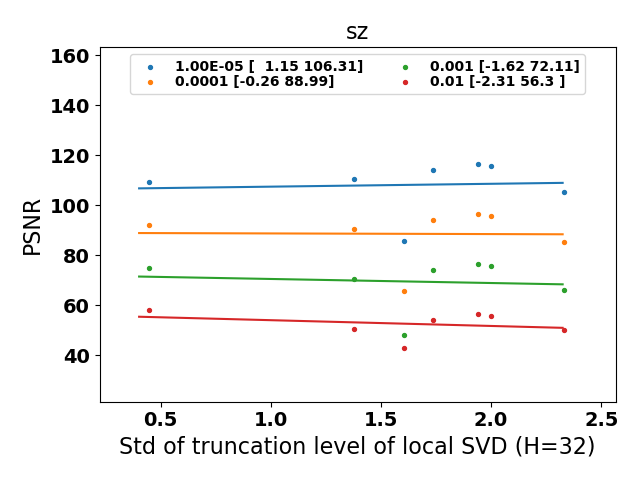 sz
160
1.00E-05 [  1.15 106.31]
0.0001 [-0.26 88.99]
0.001 [-1.62 72.11]
0.01 [-2.31 56.3 ]
140
120
100
80
60
40
PSNR
0.5
1.0
1.5
2.0
2.5
Std of truncation level of local SVD (H=32)